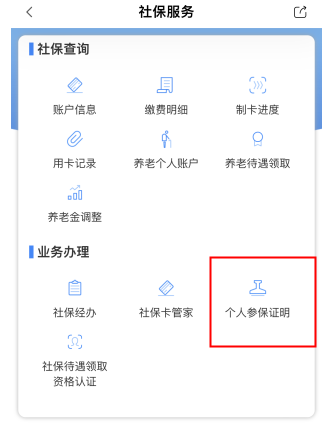 社保服务
社保查询
账户信息
缴费明细
制卡进度
用卡记录
养老个人账户
养老待遇领取
养老金调整
业务办理
社保经办
社保卡管家
个人参保证明
社保待遇领取
资格认证